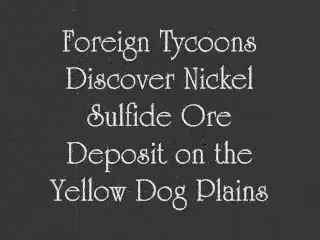 Foreign Tycoons
Discover Nickel
Sulfide Ore
Deposit on the
Yellow Dog Plains